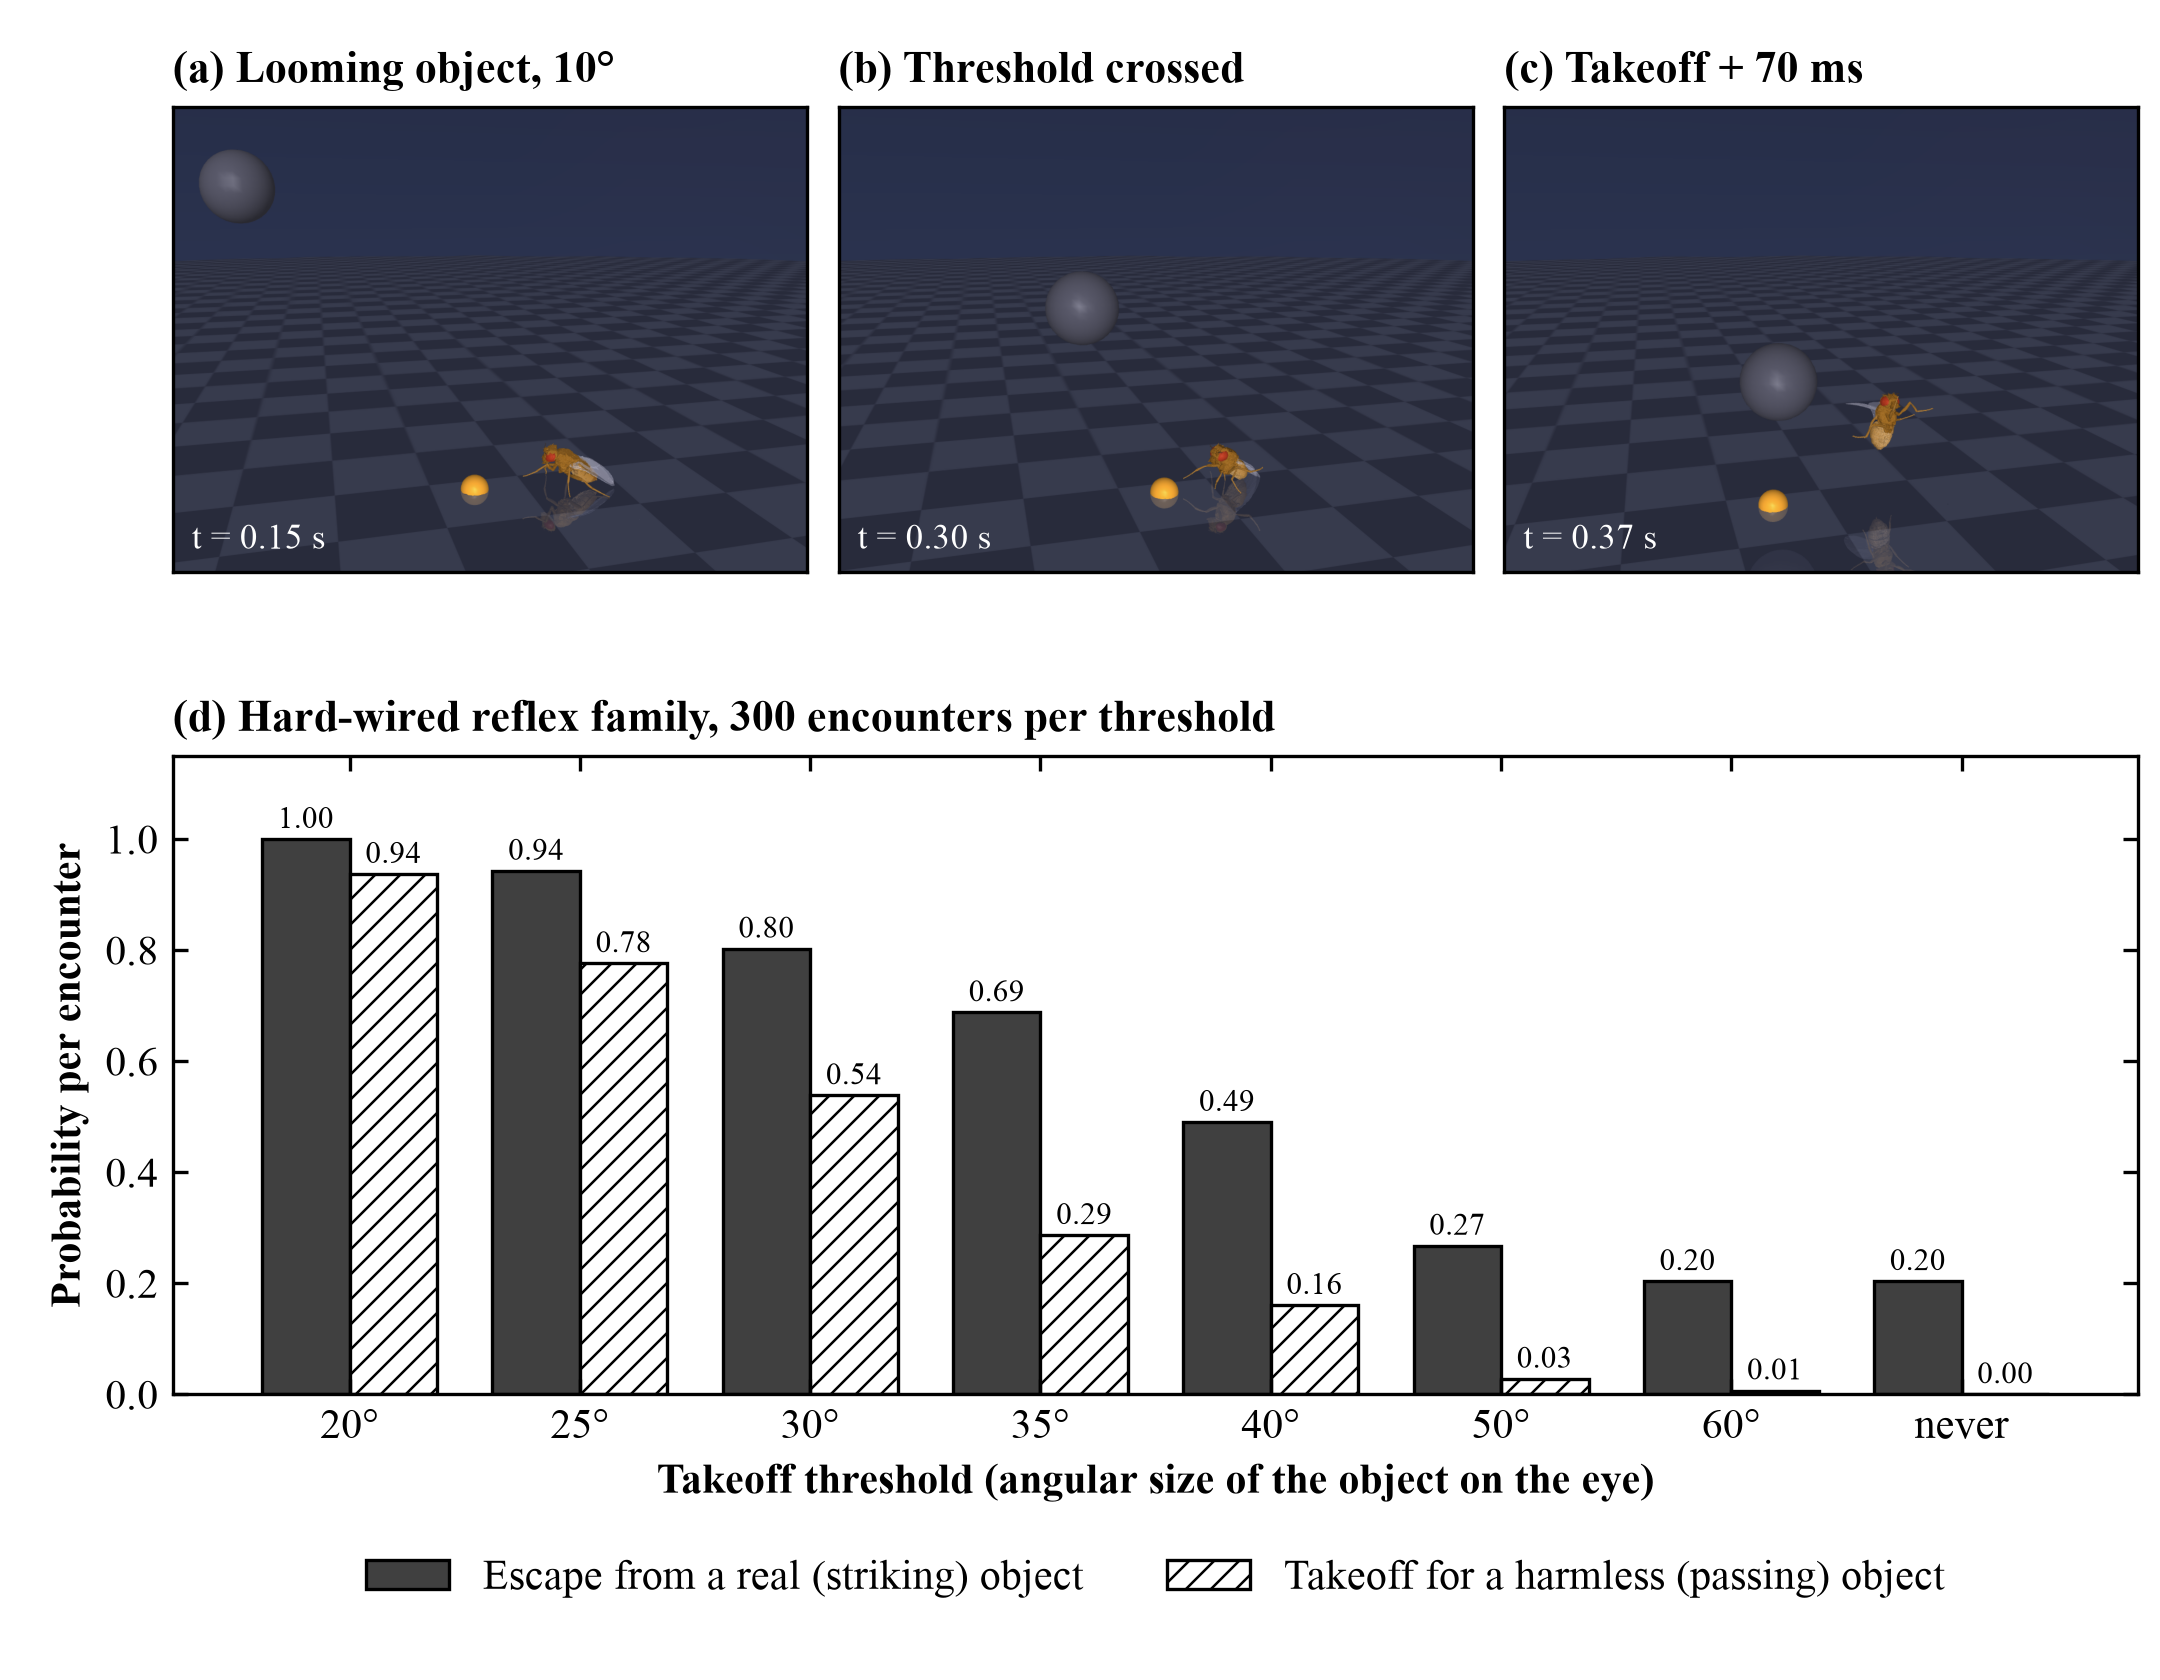 (a) Looming object, 10°
(b) Threshold crossed
(c) Takeoff + 70 ms
t = 0.15 s
t = 0.30 s
t = 0.37 s
(d) Hard-wired reflex family, 300 encounters per threshold
Probability per encounter
1.0
0.8
0.6
0.4
0.2
0.0
1.00
0.94
0.94
0.78
0.80
0.54
0.69
0.29
0.49
0.16
0.27
0.03
0.20
0.01
0.20
0.00
20°
25°
30°
35°
40°
50°
60°
never
Takeoff threshold (angular size of the object on the eye)
Escape from a real (striking) object
Takeoff for a harmless (passing) object